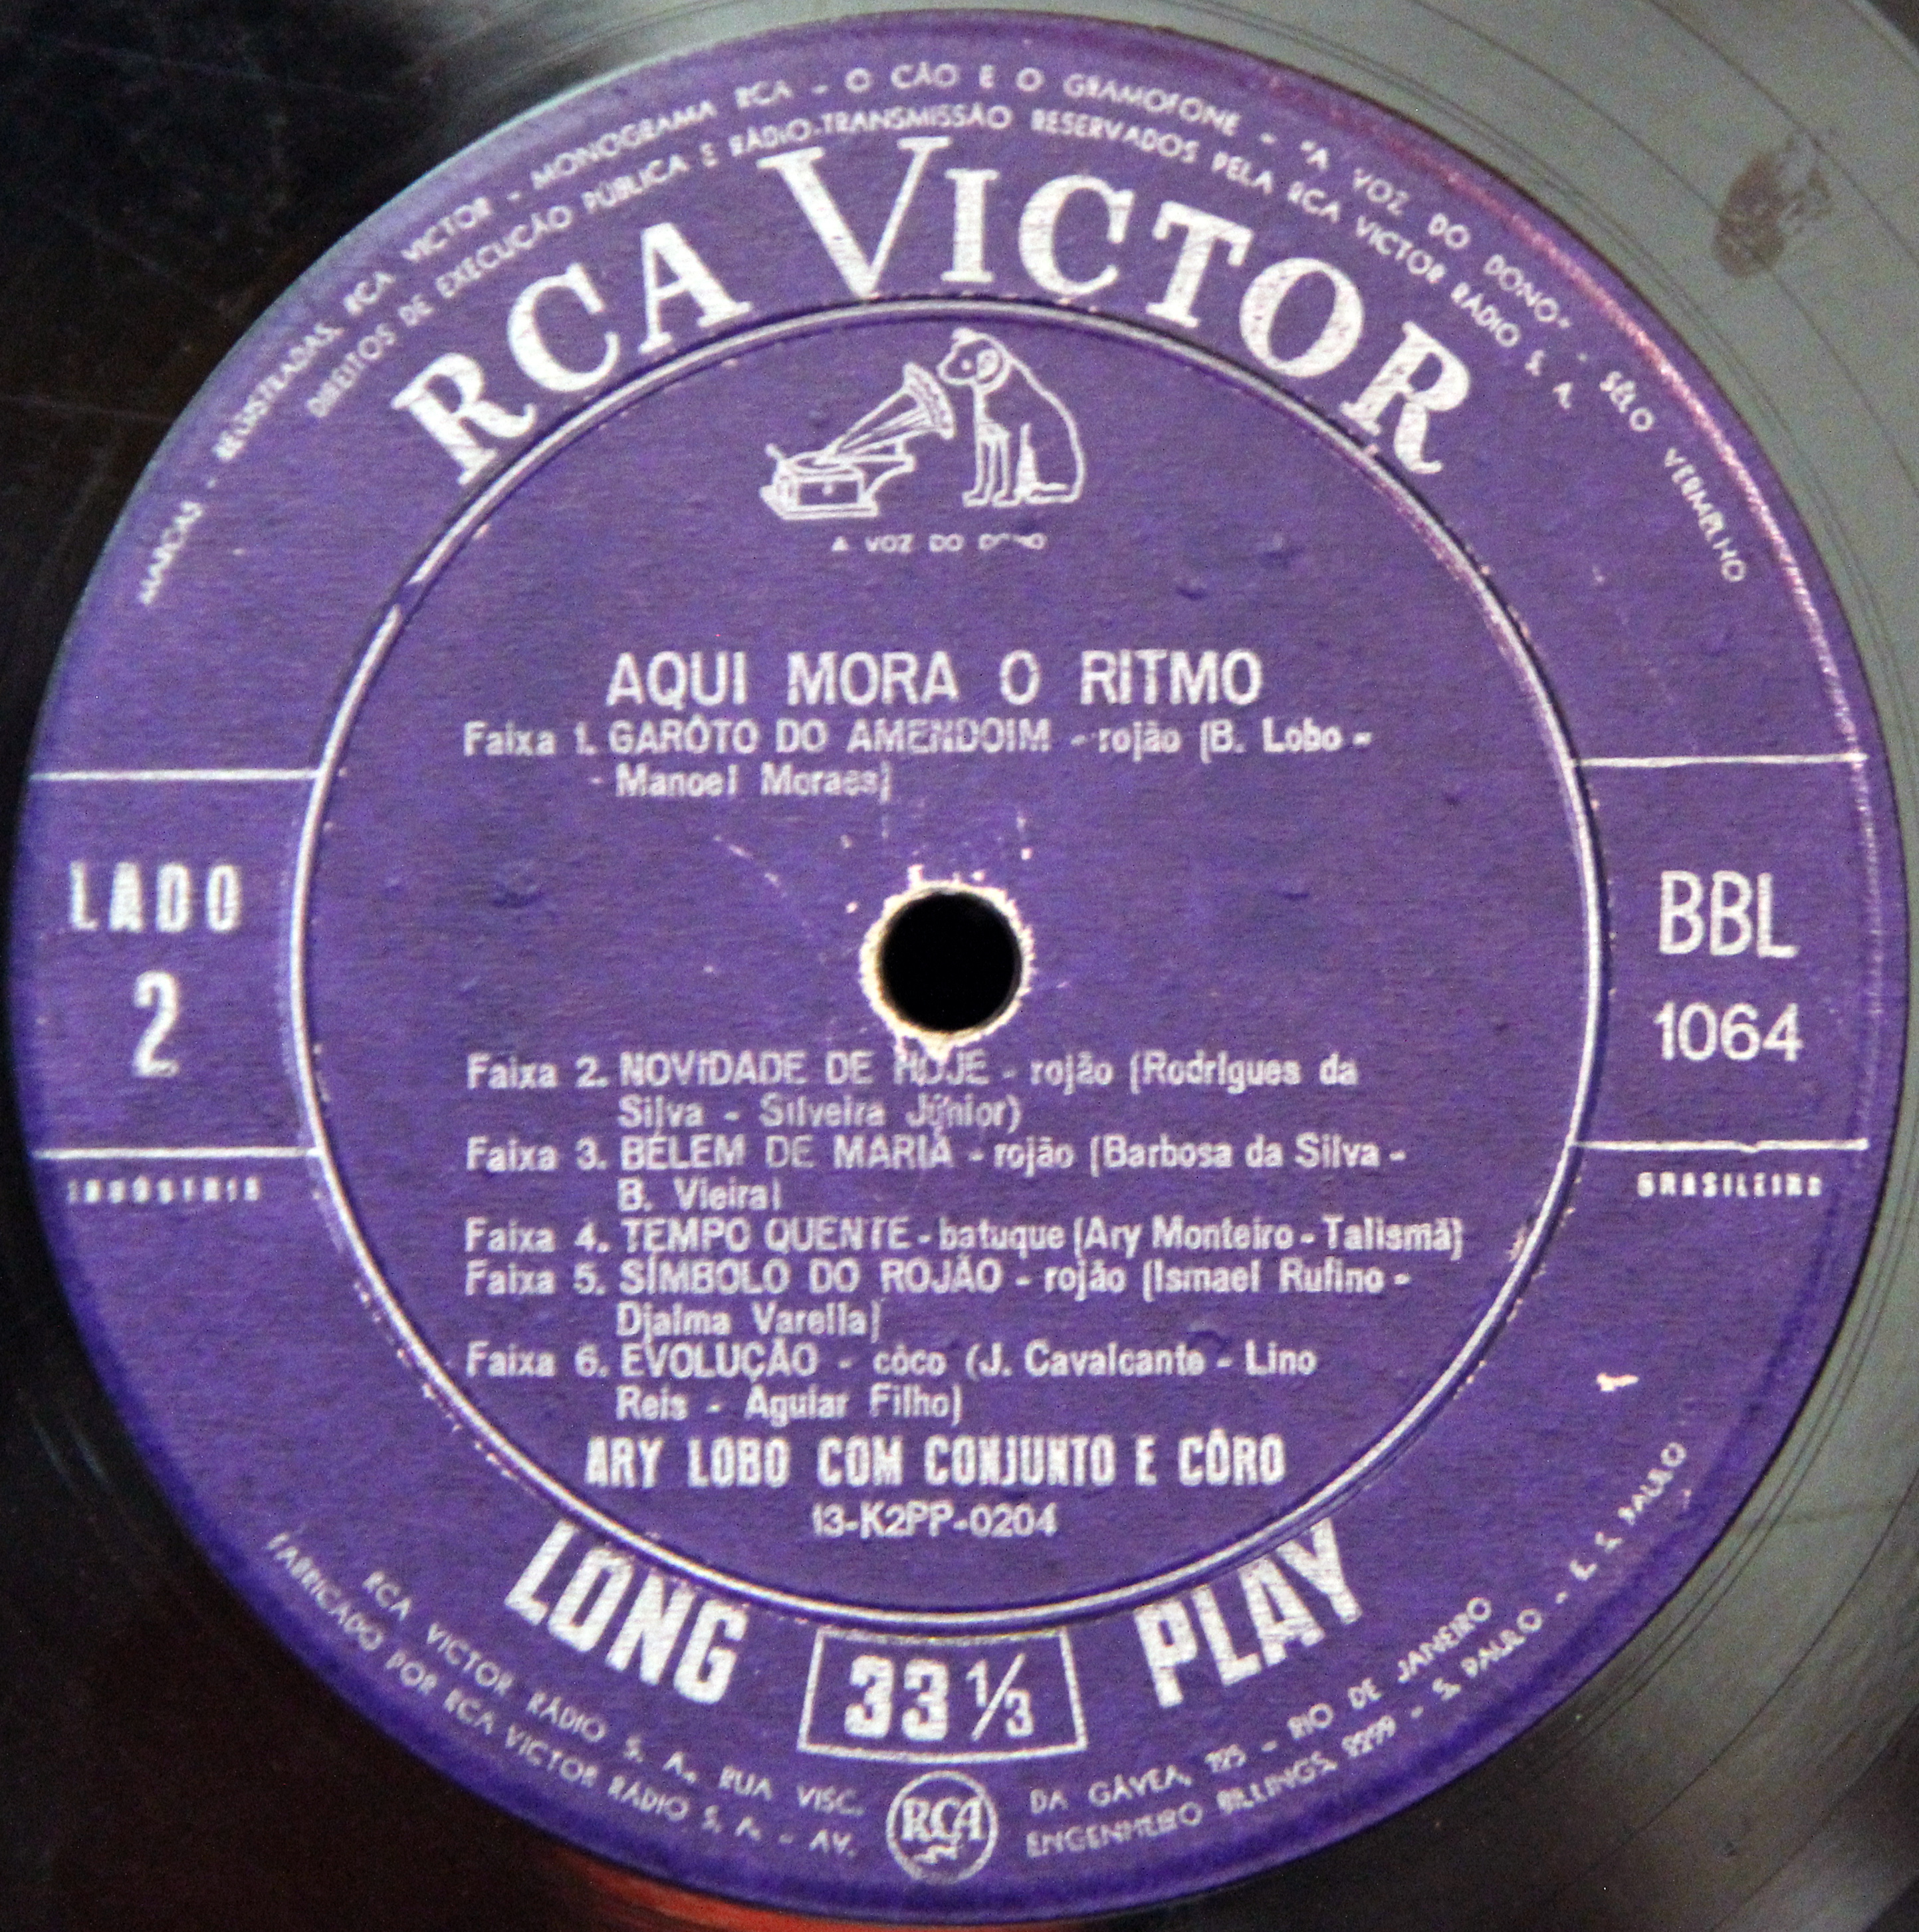 MARCAS - REGISTRADAS. RCA VICTOR - MONOGRAMA RCA - O CÃO E O GRAMOFONE - "A VOZ DO DONO" - SÊLO VERMELHO
DIREITOS DE EXECUÇÃO PÚBLICA E RÁDIO-TRANSMISSÃO RESERVADOS PELA RCA VICTOR RÁDIO S. A.
RCA VICTOR
A VOZ DO DONO
AQUI MORA O RITMO
Faixa 1. GARÔTO DO AMENDOIM - rojão (B. Lobo -
- Manoel Moraes)
LADO
2
BBL
1064
Faixa 2. NOVIDADE DE HOJE - rojão (Rodrigues da
Silva - Silveira Júnior)
Faixa 3. BELÉM DE MARIA - rojão (Barbosa da Silva -
B. Vieira)
INDÚSTRIA
BRASILEIRA
Faixa 4. TEMPO QUENTE - batuque (Ary Monteiro - Talismã)
Faixa 5. SÍMBOLO DO ROJÃO - rojão (Ismael Rufino -
Djalma Varella)
Faixa 6. EVOLUÇÃO - côco (J. Cavalcante - Lino
Reis - Aguiar Filho)
ARY LOBO COM CONJUNTO E CÔRO
13-K2PP-0204
LONG PLAY
33 1/3
RCA VICTOR RÁDIO S. A., RUA VISC. DA GÁVEA, 125 - RIO DE JANEIRO
FABRICADO POR RCA VICTOR RÁDIO S. A. - AV. ENGENHEIRO BILLINGS, 2299 - S. PAULO - E. S. PAULO
RCA